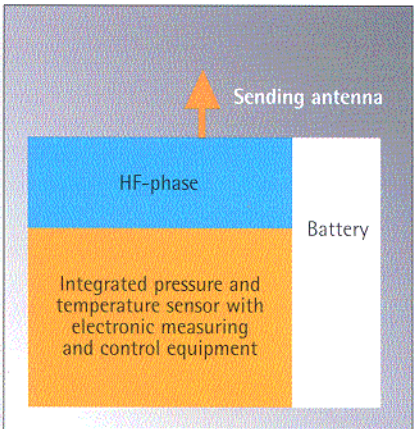 Sending antenna
HF-phase
Battery
Integrated pressure and
temperature sensor with
electronic measuring
and control equipment